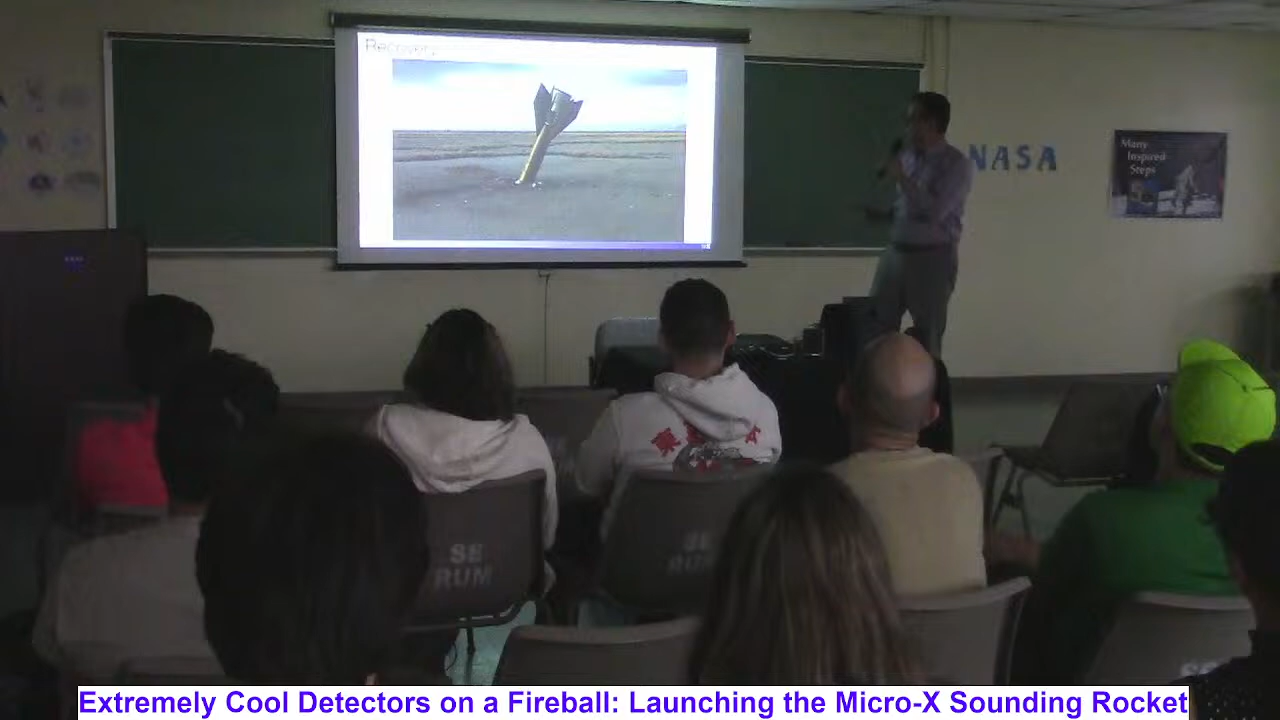 Recovery
NASA
Many
Inspired
Steps
SE
RUM
SE
RUM
Extremely Cool Detectors on a Fireball: Launching the Micro-X Sounding Rocket